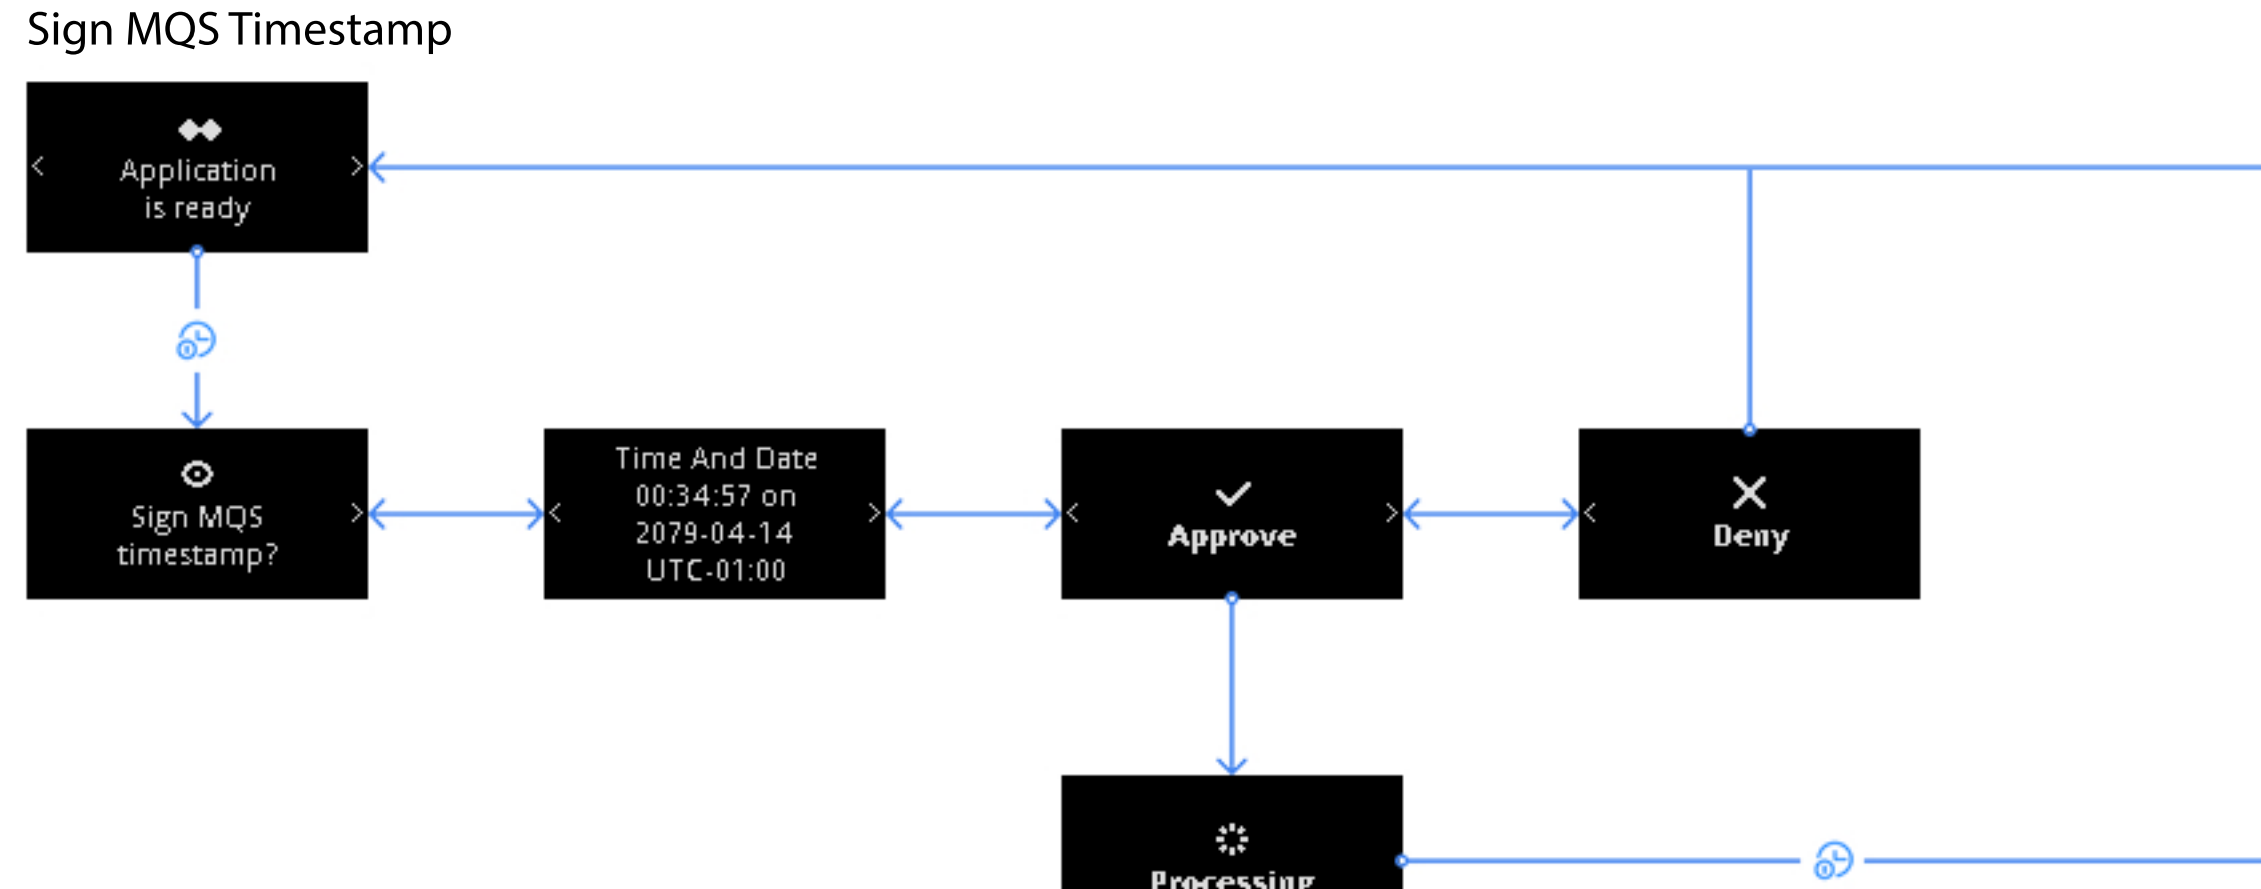 Sign MQS Timestamp
Application
is ready
Sign MQS
timestamp?
Time And Date
00:34:57 on
2079-04-14
UTC-01:00
Approve
Deny
Processing